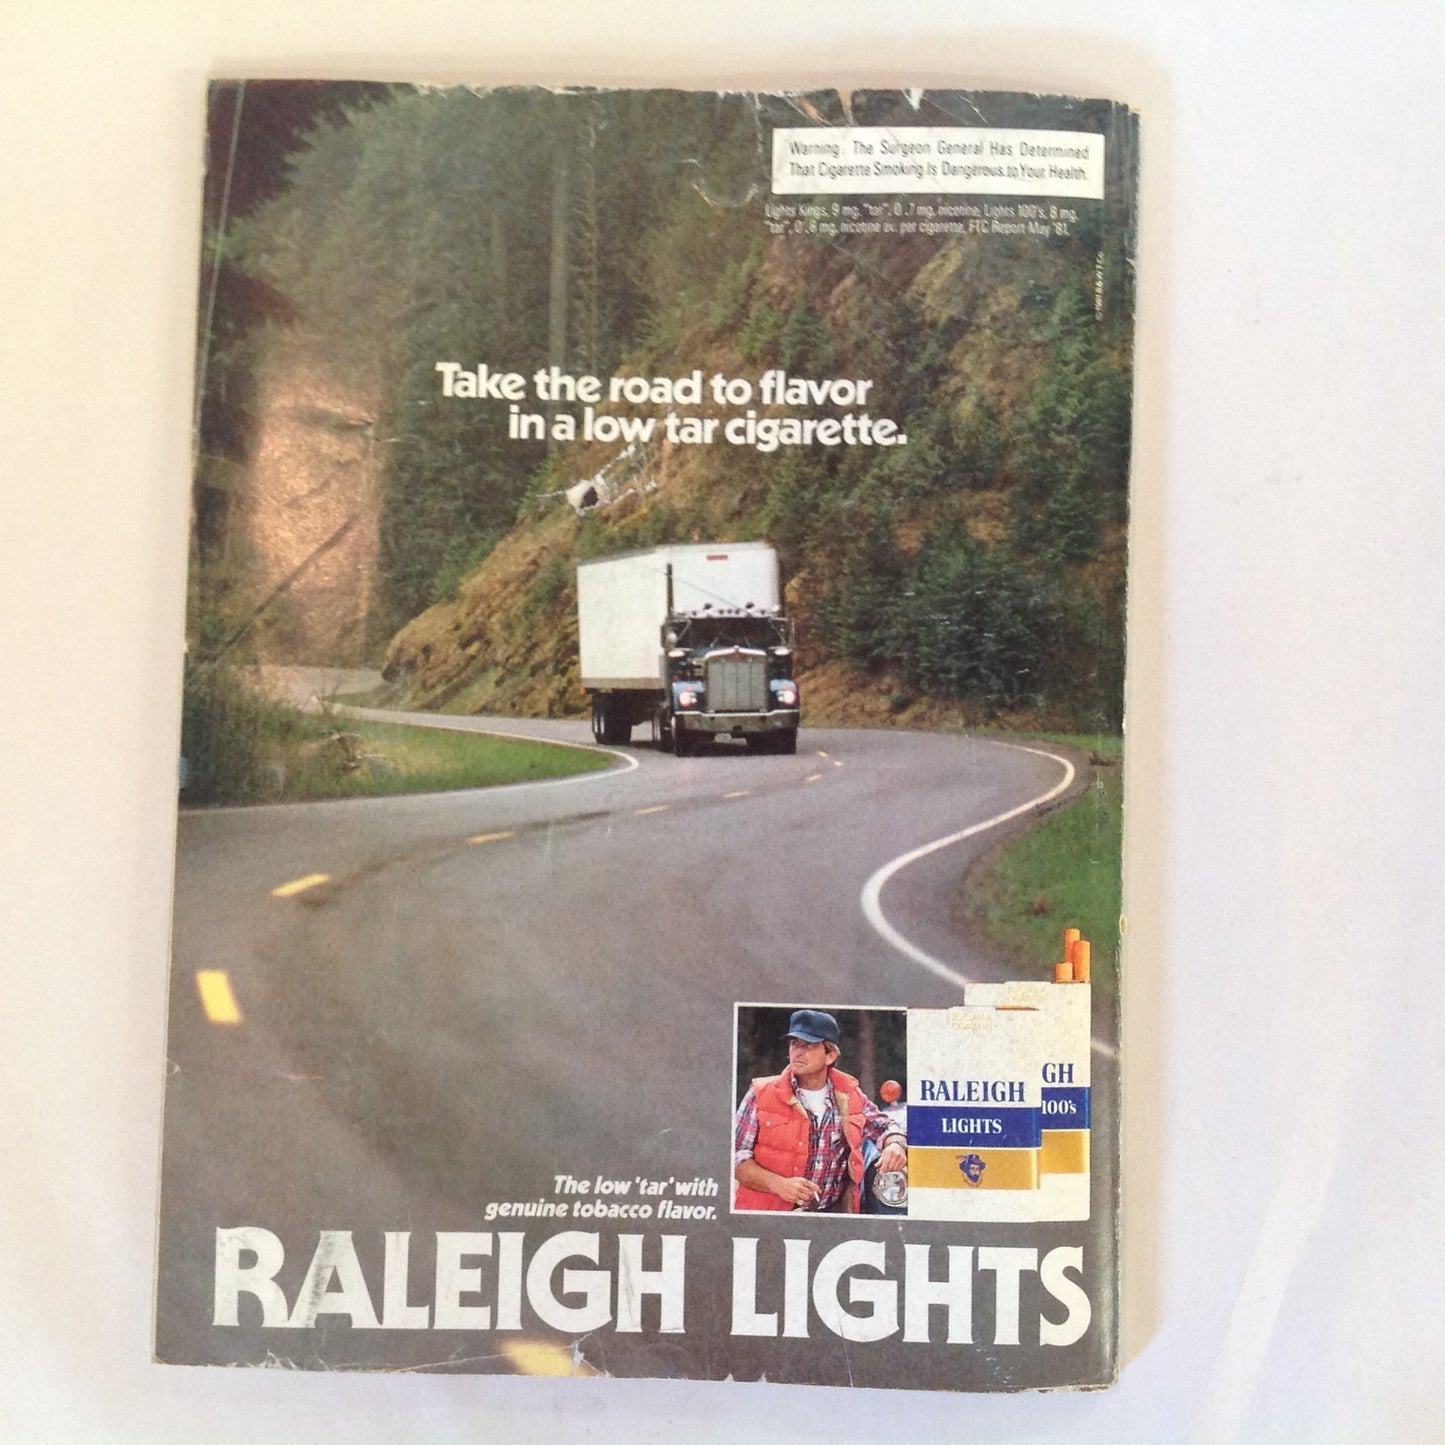 Warning: The Surgeon General Has Determined
That Cigarette Smoking Is Dangerous to Your Health.
Lights Kings, 9 mg. "tar", 0.7 mg. nicotine; Lights 100's, 8 mg.
"tar", 0.8 mg. nicotine av. per cigarette, FTC Report May '81.
© 1981 B&W T Co.
Take the road to flavor
in a low tar cigarette.
RALEIGH
LIGHTS
GH
100's
The low 'tar' with
genuine tobacco flavor.
RALEIGH LIGHTS